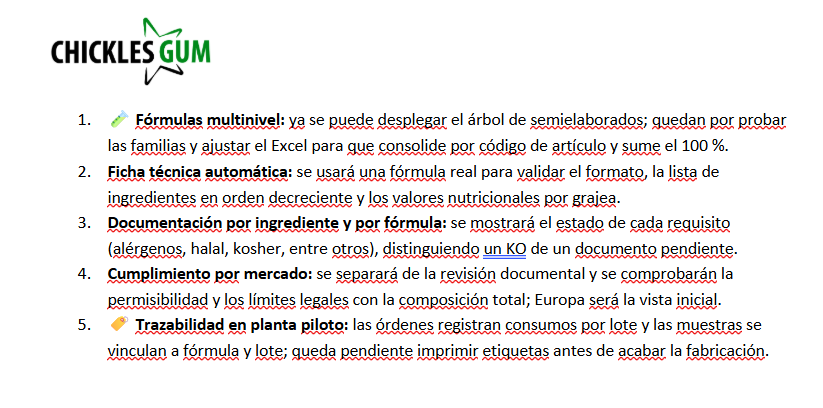 CHICKLES GUM
1. Fórmulas multinivel: ya se puede desplegar el árbol de semielaborados; quedan por probar
las familias y ajustar el Excel para que consolide por código de artículo y sume el 100 %.
2. Ficha técnica automática: se usará una fórmula real para validar el formato, la lista de
ingredientes en orden decreciente y los valores nutricionales por grajea.
3. Documentación por ingrediente y por fórmula: se mostrará el estado de cada requisito
(alérgenos, halal, kosher, entre otros), distinguiendo un KO de un documento pendiente.
4. Cumplimiento por mercado: se separará de la revisión documental y se comprobarán la
permisibilidad y los límites legales con la composición total; Europa será la vista inicial.
5. Trazabilidad en planta piloto: las órdenes registran consumos por lote y las muestras se
vinculan a fórmula y lote; queda pendiente imprimir etiquetas antes de acabar la fabricación.